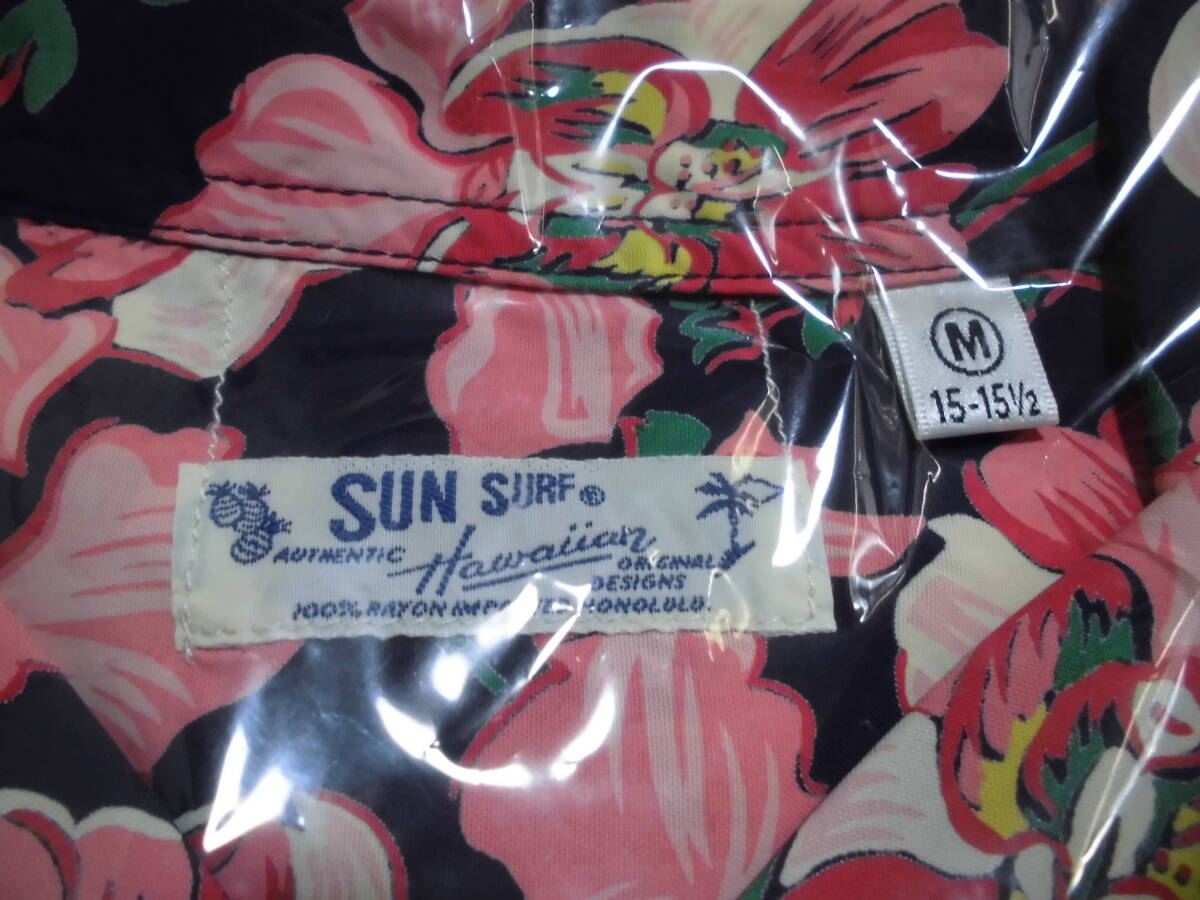 M
15-15½
SUN SURF®
AUTHENTIC Hawaiian ORIGINAL
DESIGNS
100% RAYON IMPORTED HONOLULU.